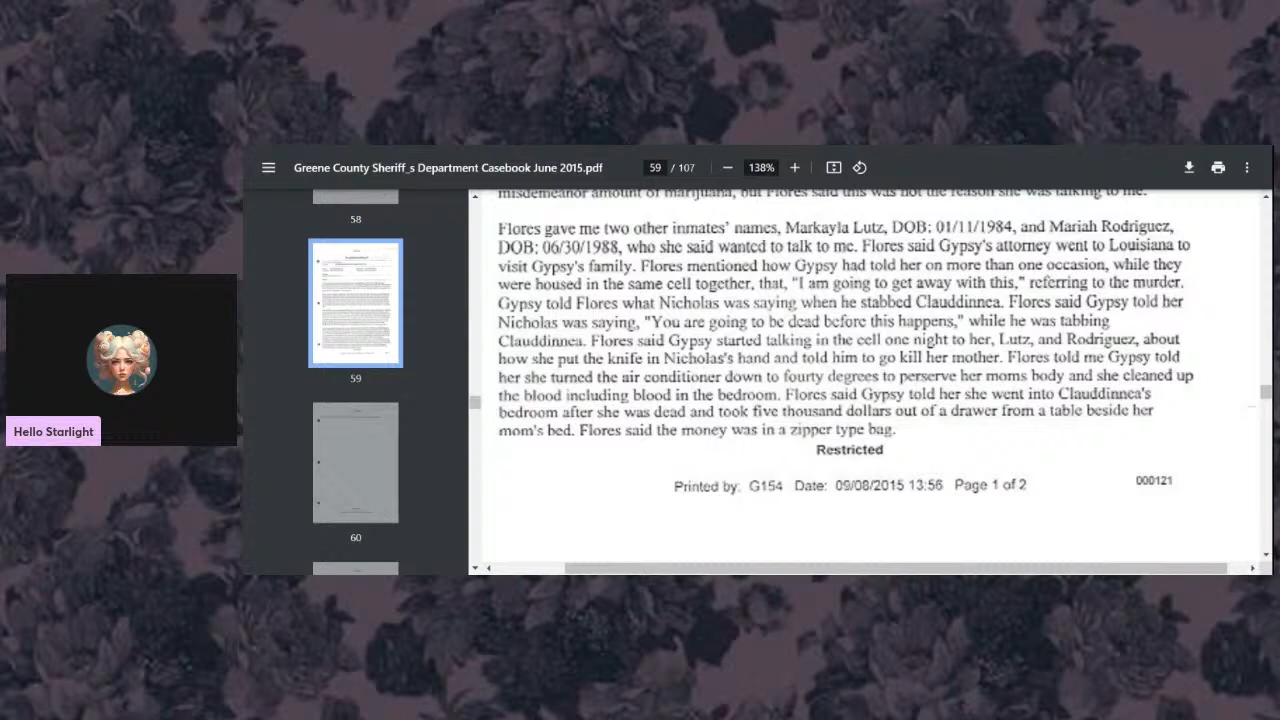 Greene County Sheriff_s Department Casebook June 2015.pdf
59 / 107
138%
58
59
60
misdemeanor amount of marijuana, but Flores said this was not the reason she was talking to me.
Flores gave me two other inmates' names, Markayla Lutz, DOB: 01/11/1984, and Mariah Rodriguez,
DOB: 06/30/1988, who she said wanted to talk to me. Flores said Gypsy's attorney went to Louisiana to
visit Gypsy's family. Flores mentioned how Gypsy had told her on more than one occasion, while they
were housed in the same cell together, that, "I am going to get away with this," referring to the murder.
Gypsy told Flores what Nicholas was saying when he stabbed Clauddinnea. Flores said Gypsy told her
Nicholas was saying, "You are going to be dead before this happens," while he was tabbing
Clauddinnea. Flores said Gypsy started talking in the cell one night to her, Lutz, and Rodriguez, about
how she put the knife in Nicholas's hand and told him to go kill her mother. Flores told me Gypsy told
her she turned the air conditioner down to fourty degrees to perserve her moms body and she cleaned up
the blood including blood in the bedroom. Flores said Gypsy told her she went into Clauddinnea's
bedroom after she was dead and took five thousand dollars out of a drawer from a table beside her
mom's bed. Flores said the money was in a zipper type bag.
Restricted
Printed by: G154 Date: 09/08/2015 13:56 Page 1 of 2
000121
Hello Starlight